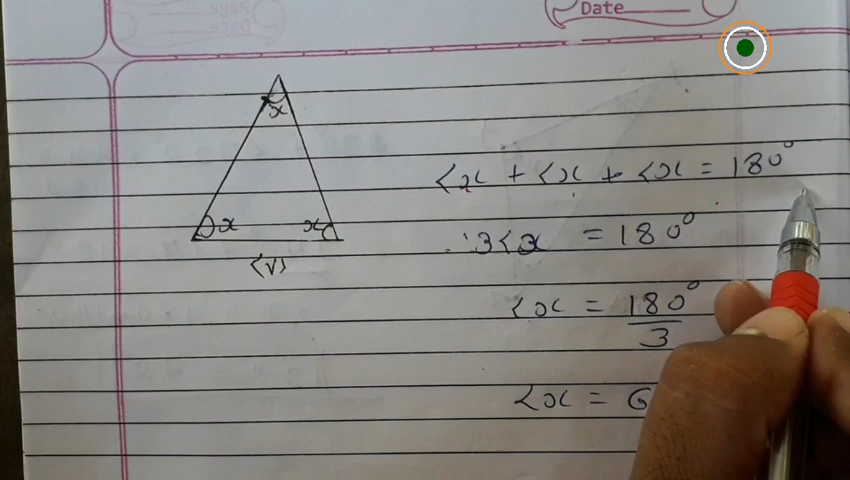 Date
x
<x + <x + <x = 180°
x x
3<x = 180°
(v)
<x = 180°
3
<x = 6